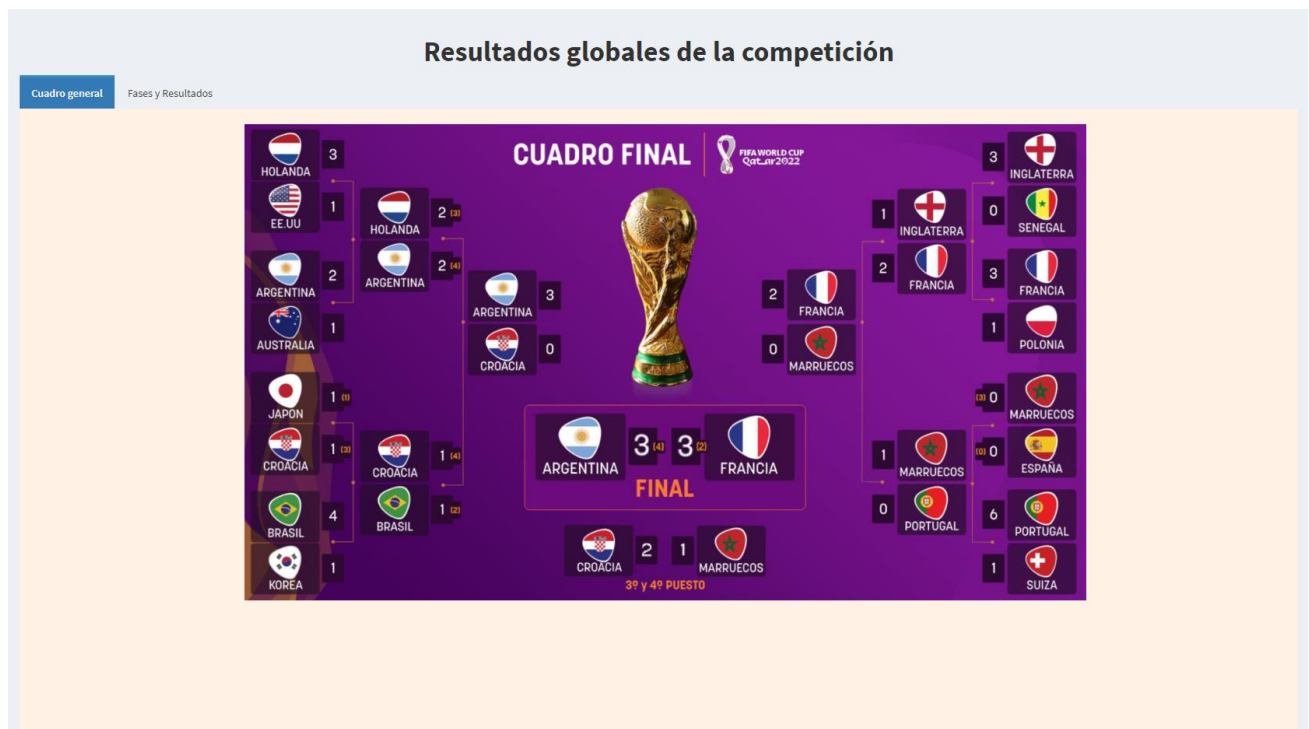 Resultados globales de la competición
Cuadro general
Fases y Resultados
CUADRO FINAL
FIFA WORLD CUP
Qatar2022
HOLANDA 3
EE.UU 1
ARGENTINA 2
AUSTRALIA 1
JAPON 1 (1)
CROACIA 1 (3)
BRASIL 4
KOREA 1
HOLANDA 2 (3)
ARGENTINA 2 (4)
CROACIA 1 (4)
BRASIL 1 (2)
ARGENTINA 3
CROACIA 0
2 FRANCIA
0 MARRUECOS
1 INGLATERRA
2 FRANCIA
1 MARRUECOS
0 PORTUGAL
3 INGLATERRA
0 SENEGAL
3 FRANCIA
1 POLONIA
(3) 0 MARRUECOS
(0) 0 ESPAÑA
6 PORTUGAL
1 SUIZA
ARGENTINA 3 (4) 3 (2) FRANCIA
FINAL
CROACIA 2 1 MARRUECOS
3º y 4º PUESTO